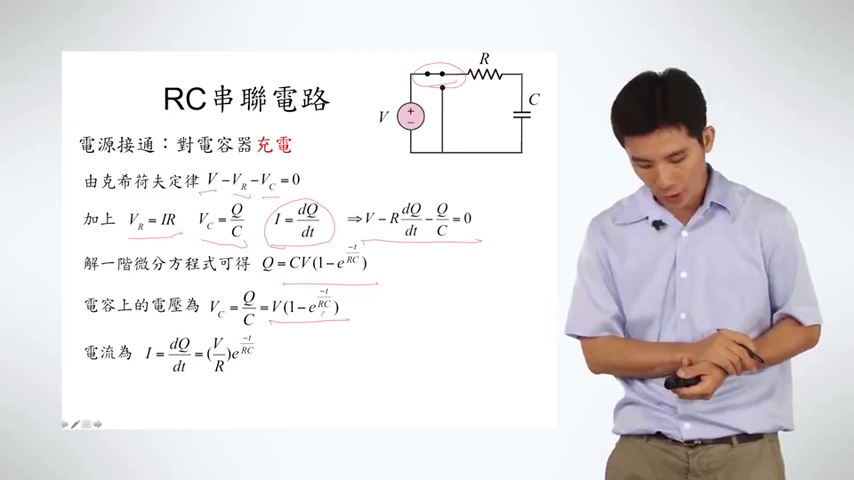 RC串聯電路
R
V
+
−
C
電源接通：對電容器充電
由克希荷夫定律 V − V_R − V_C = 0
加上 V_R = IR V_C = Q/C I = dQ/dt ⇒ V − R dQ/dt − Q/C = 0
解一階微分方程式可得 Q = CV(1 − e^(−t/RC))
電容上的電壓為 V_C = Q/C = V(1 − e^(−t/RC))
電流為 I = dQ/dt = (V/R)e^(−t/RC)